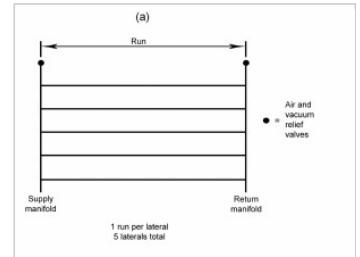 (a)
Run
● = Air and
vacuum
relief
valves
Supply
manifold
Return
manifold
1 run per lateral
5 laterals total